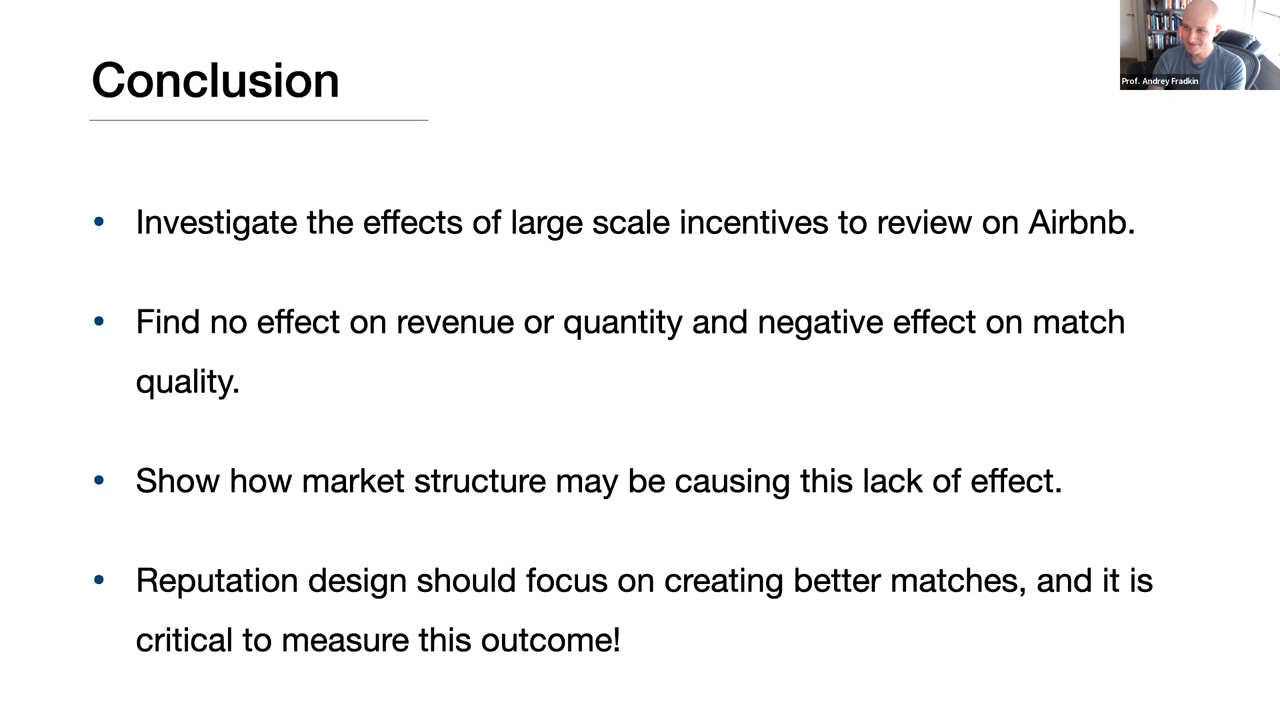 Conclusion
Prof. Andrey Fradkin
• Investigate the effects of large scale incentives to review on Airbnb.
• Find no effect on revenue or quantity and negative effect on match
quality.
• Show how market structure may be causing this lack of effect.
• Reputation design should focus on creating better matches, and it is
critical to measure this outcome!